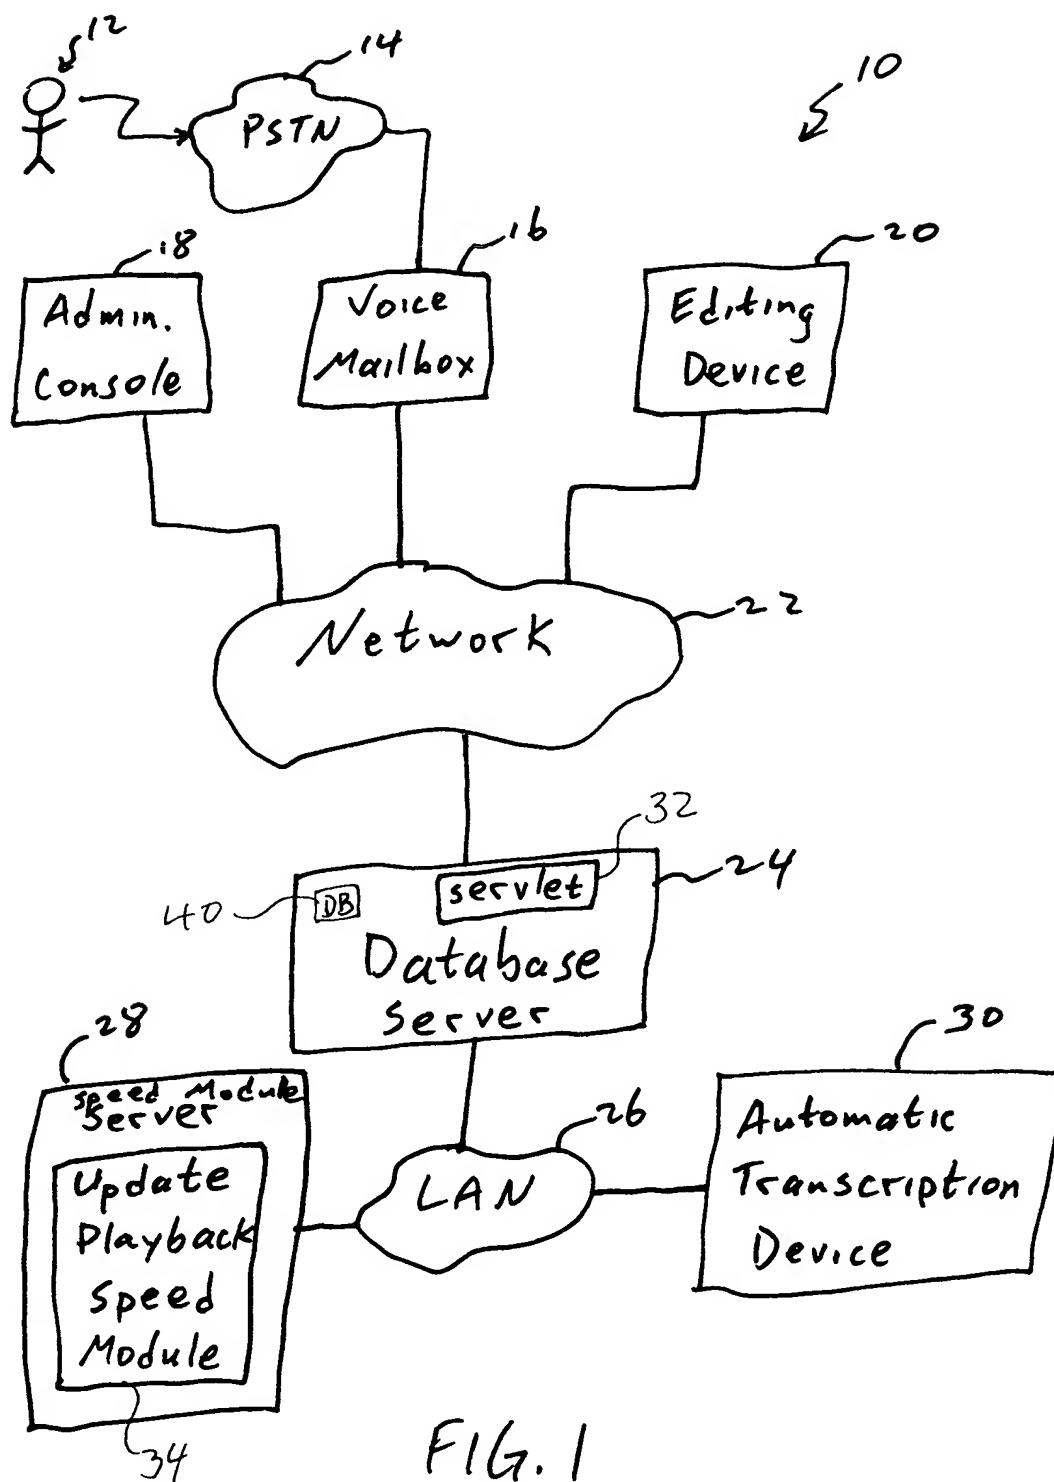 12
14
10
PSTN
18
16
20
Admin.
Console
Voice
Mailbox
Editing
Device
Network
22
32
24
servlet
40
DB
Database
Server
28
30
speed Module
Server
26
Update
Playback
Speed
Module
LAN
Automatic
Transcription
Device
34
FIG. 1